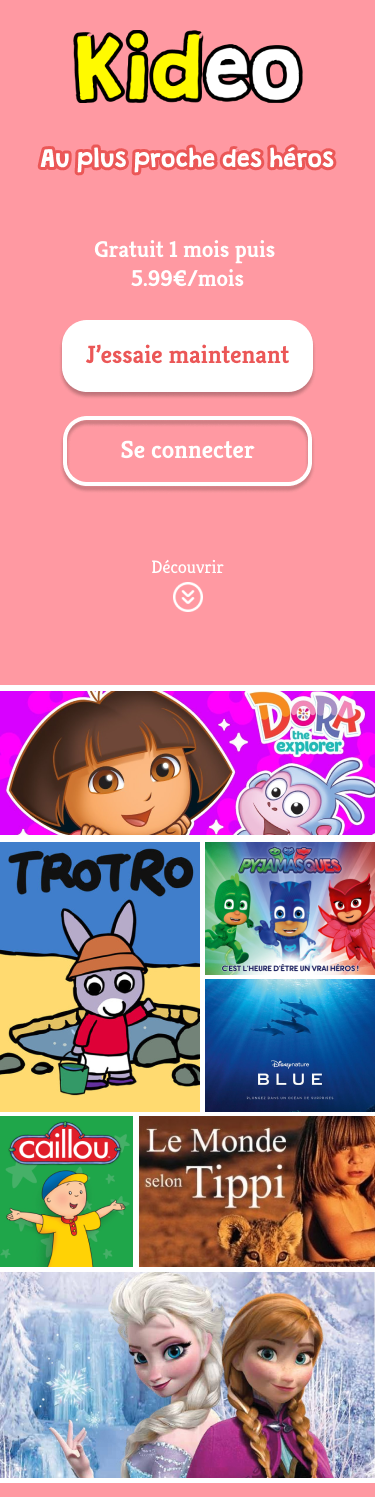 Kideo
Au plus proche des héros
Gratuit 1 mois puis
5.99€/mois
J’essaie maintenant
Se connecter
Découvrir
DORA
the
explorer
TROTRO
PYJAMASQUES
C'EST L'HEURE D'ÊTRE UN VRAI HÉROS !
Disneynature
BLUE
PLONGÉE DANS UN OCÉAN DE SURPRISES
caillou
Le Monde
selon Tippi